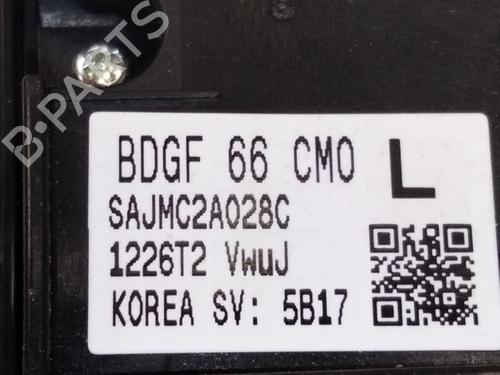 B-PARTS
BDGF 66 CM0 L
SAJMC2A028C
1226T2 VwuJ
KOREA SV: 5B17